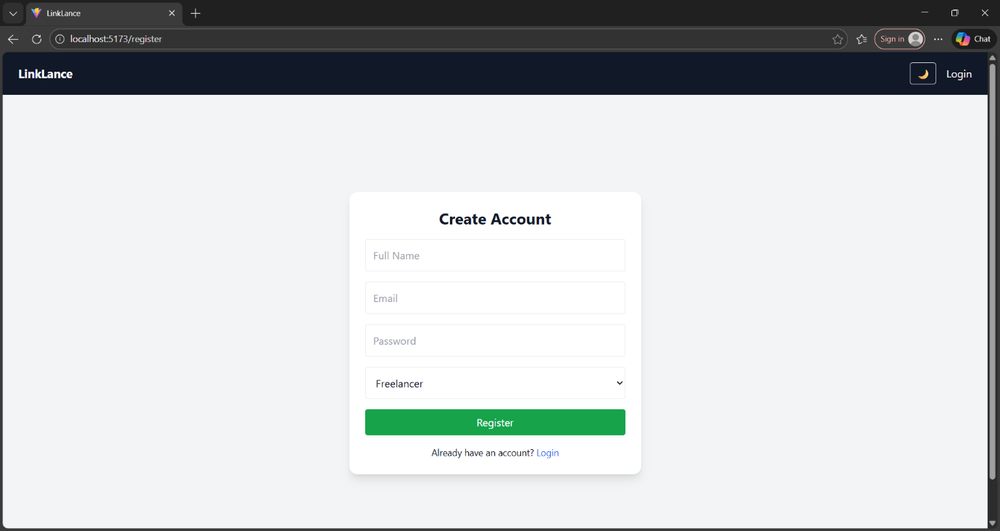 LinkLance
localhost:5173/register
Sign in
Chat
LinkLance
Login
Create Account
Full Name
Email
Password
Freelancer
Register
Already have an account? Login